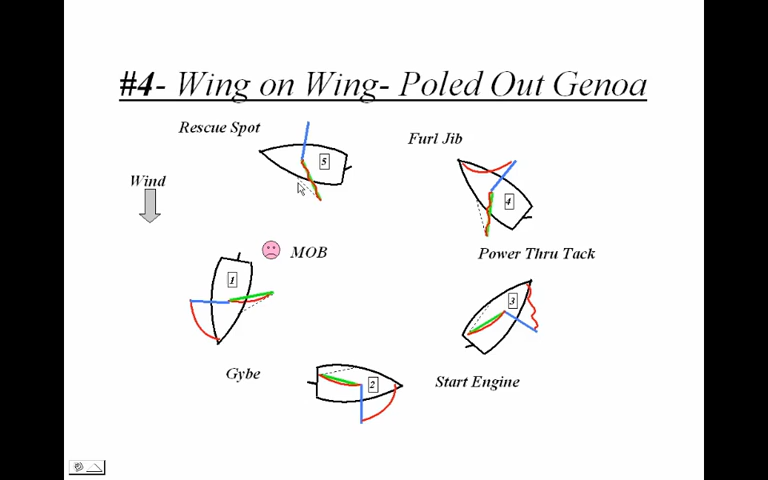 #4- Wing on Wing- Poled Out Genoa
Rescue Spot
Furl Jib
5
Wind
4
MOB
Power Thru Tack
1
3
Gybe
2
Start Engine